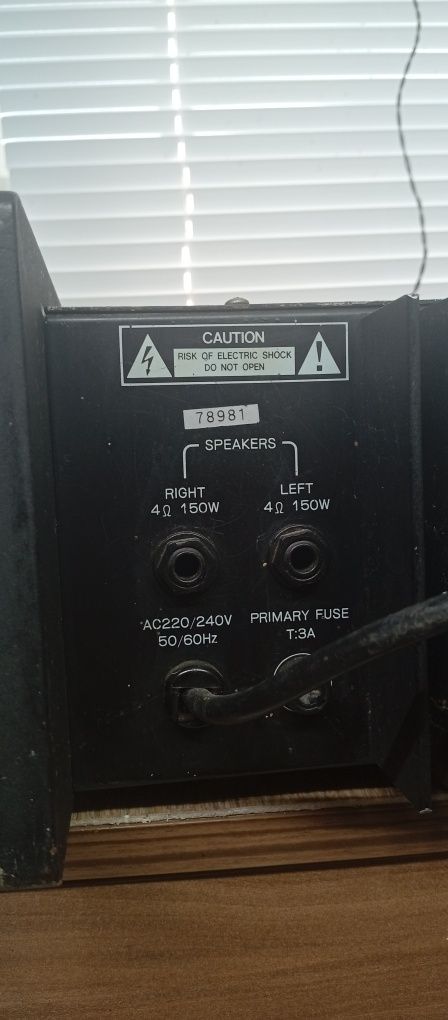 CAUTION
RISK OF ELECTRIC SHOCK
DO NOT OPEN
78981
SPEAKERS
RIGHT
4Ω 150W
LEFT
4Ω 150W
AC220/240V
50/60Hz
PRIMARY FUSE
T:3A